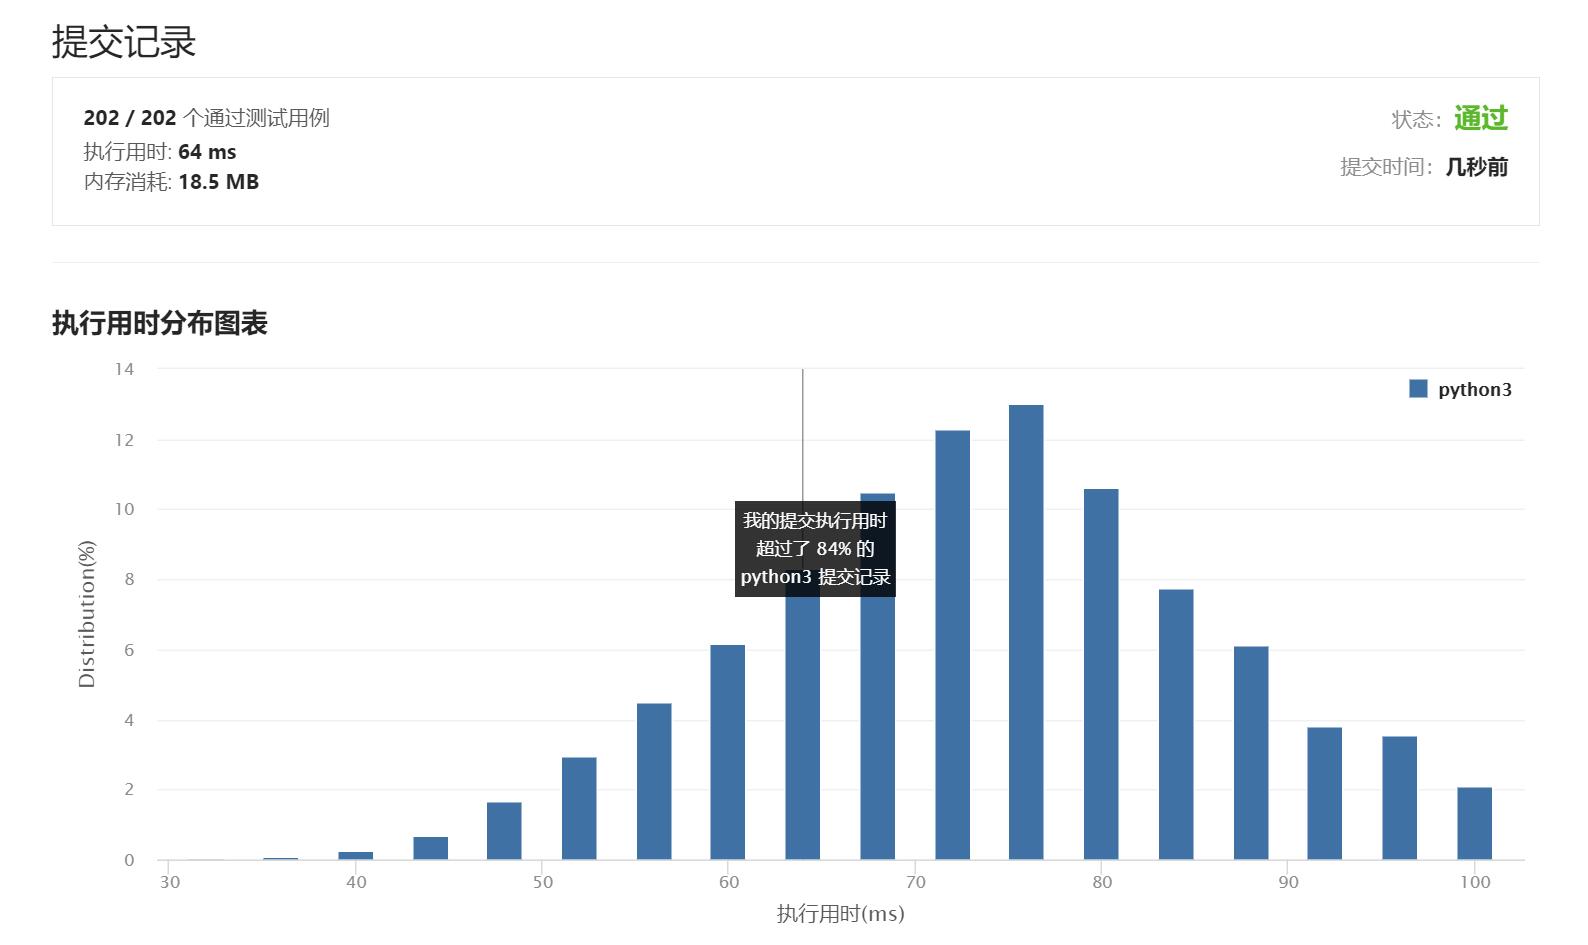 提交记录
202 / 202 个通过测试用例
状态：通过
执行用时: 64 ms
提交时间：几秒前
内存消耗: 18.5 MB
执行用时分布图表
14
python3
12
10
我的提交执行用时
超过了 84% 的
python3 提交记录
8
Distribution(%)
6
4
2
0
30 40 50 60 70 80 90 100
执行用时(ms)